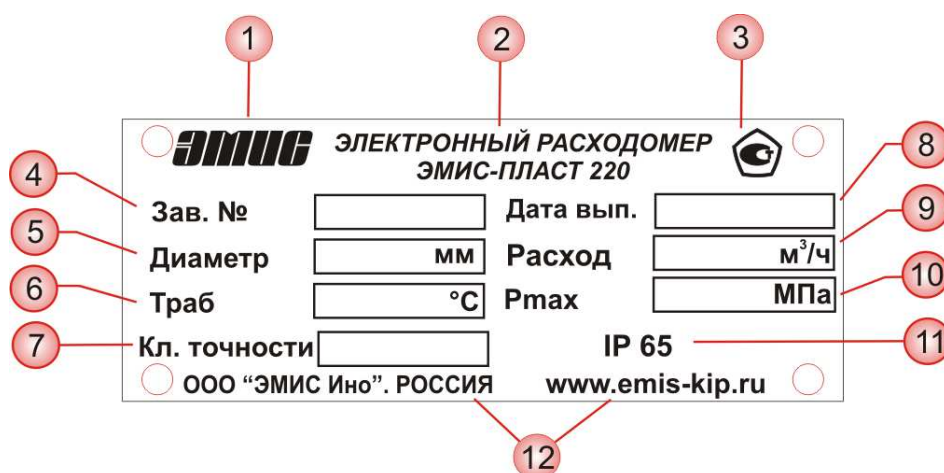 1 2 3
ЭМИС ЭЛЕКТРОННЫЙ РАСХОДОМЕР
ЭМИС-ПЛАСТ 220
4 Зав. № Дата вып. 8
5 Диаметр мм Расход м³/ч 9
6 Траб °C Pmax МПа 10
7 Кл. точности IP 65 11
ООО “ЭМИС Ино”. РОССИЯ www.emis-kip.ru
12